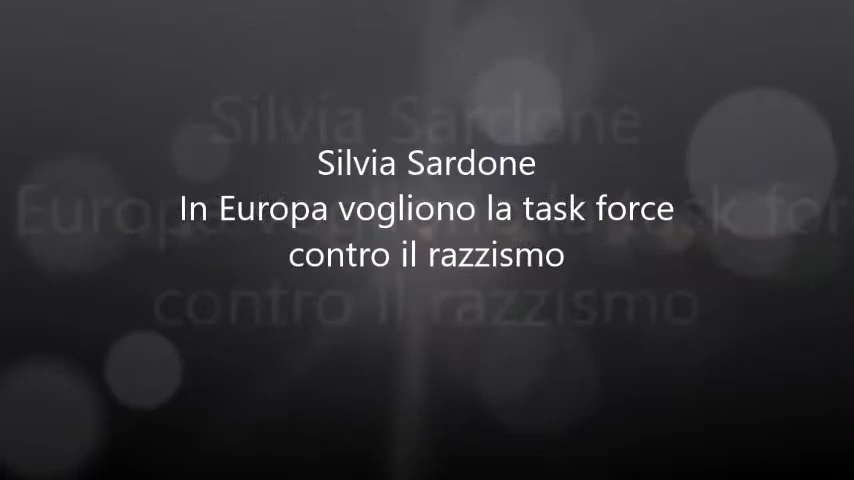 Silvia Sardone
In Europa vogliono la task force
contro il razzismo